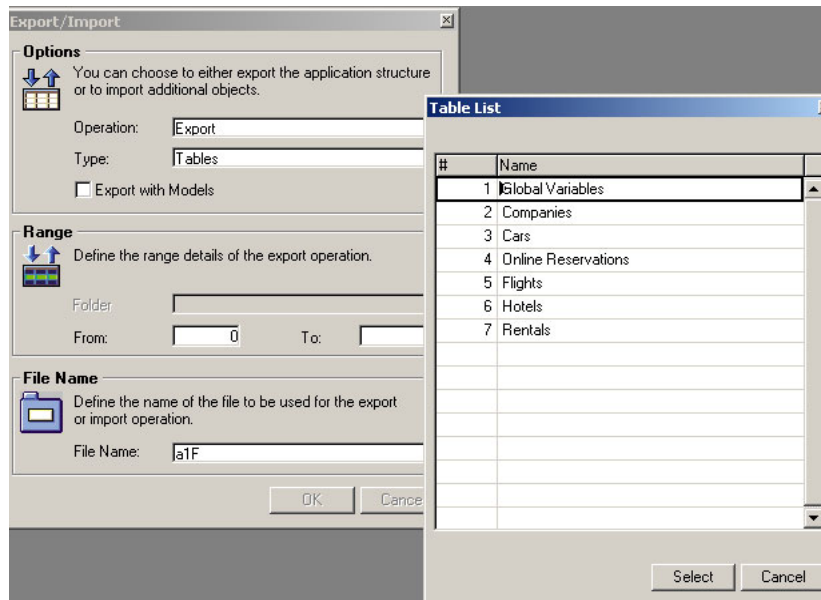 Export/Import
Options
You can choose to either export the application structure
or to import additional objects.
Operation: Export
Type: Tables
Export with Models
Range
Define the range details of the export operation.
Folder
From: 0 To:
File Name
Define the name of the file to be used for the export
or import operation.
File Name: a1F
OK Cance
Table List
# Name
1 Global Variables
2 Companies
3 Cars
4 Online Reservations
5 Flights
6 Hotels
7 Rentals
Select Cancel